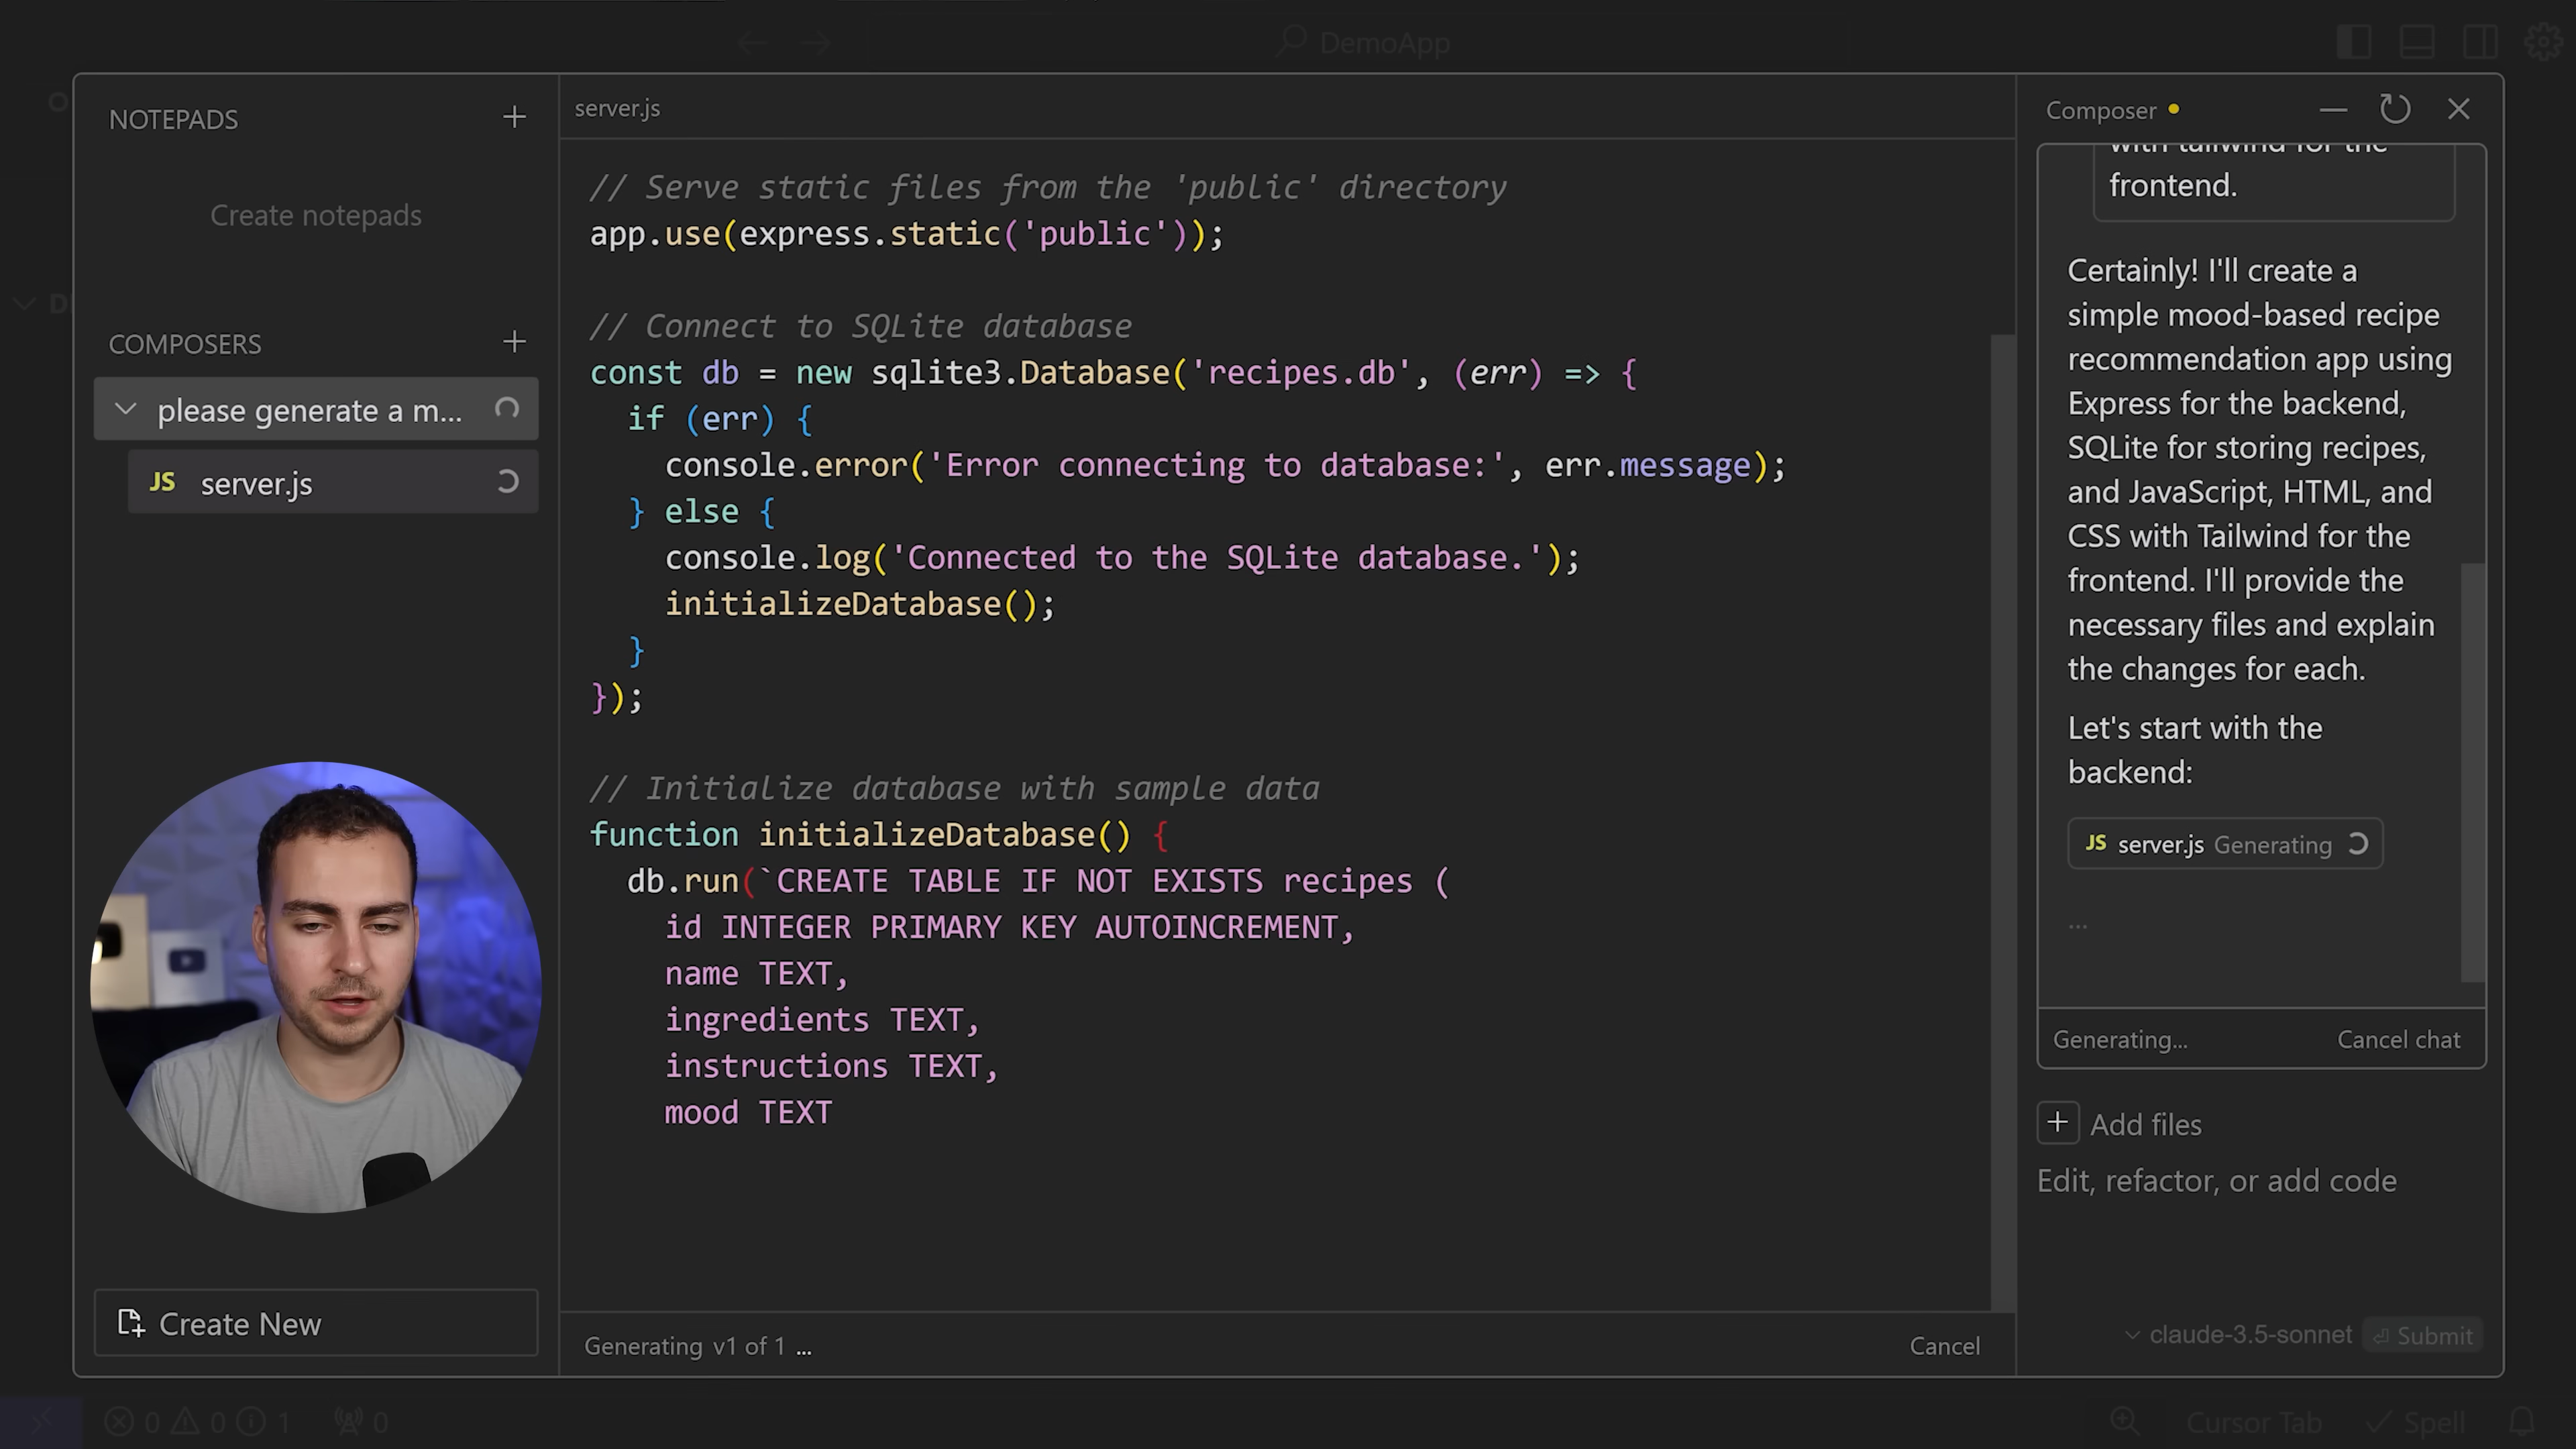 DemoApp
NOTEPADS
Create notepads
COMPOSERS
please generate a m...
JS server.js
Create New
server.js
// Serve static files from the 'public' directory
app.use(express.static('public'));
// Connect to SQLite database
const db = new sqlite3.Database('recipes.db', (err) => {
if (err) {
console.error('Error connecting to database:', err.message);
} else {
console.log('Connected to the SQLite database.');
initializeDatabase();
}
});
// Initialize database with sample data
function initializeDatabase() {
db.run(`CREATE TABLE IF NOT EXISTS recipes (
id INTEGER PRIMARY KEY AUTOINCREMENT,
name TEXT,
ingredients TEXT,
instructions TEXT,
mood TEXT
Generating v1 of 1 ...
Cancel
Composer
with tailwind for the
frontend.
Certainly! I'll create a
simple mood-based recipe
recommendation app using
Express for the backend,
SQLite for storing recipes,
and JavaScript, HTML, and
CSS with Tailwind for the
frontend. I'll provide the
necessary files and explain
the changes for each.
Let's start with the
backend:
JS server.js Generating
...
Generating... Cancel chat
+ Add files
Edit, refactor, or add code
claude-3.5-sonnet Submit
0 0 1 0
Cursor Tab Spell